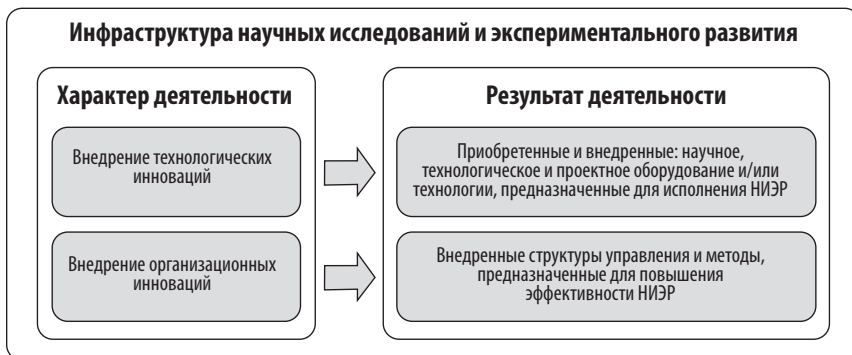 Инфраструктура научных исследований и экспериментального развития
Характер деятельности
Внедрение технологических
инноваций
Внедрение организационных
инноваций
Результат деятельности
Приобретенные и внедренные: научное,
технологическое и проектное оборудование и/или
технологии, предназначенные для исполнения НИЭР
Внедренные структуры управления и методы,
предназначенные для повышения
эффективности НИЭР